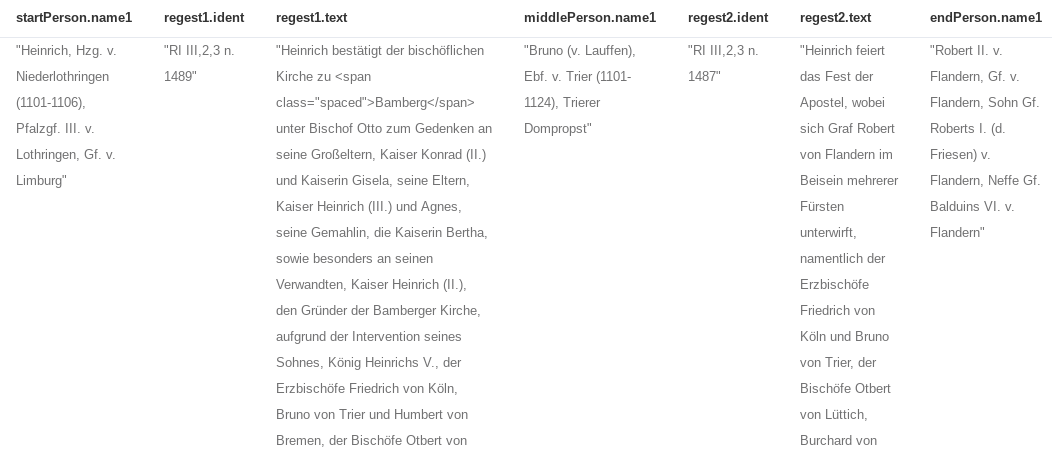 startPerson.name1 regest1.ident regest1.text middlePerson.name1 regest2.ident regest2.text endPerson.name1
"Heinrich, Hzg. v. "RI III,2,3 n. "Heinrich bestätigt der bischöflichen "Bruno (v. Lauffen), "RI III,2,3 n. "Heinrich feiert "Robert II. v.
Niederlothringen 1489" Kirche zu <span Ebf. v. Trier (1101- 1487" das Fest der Flandern, Gf. v.
(1101-1106), class="spaced">Bamberg</span> 1124), Trierer Apostel, wobei Flandern, Sohn Gf.
Pfalzgf. III. v. unter Bischof Otto zum Gedenken an Dompropst" sich Graf Robert Roberts I. (d.
Lothringen, Gf. v. seine Großeltern, Kaiser Konrad (II.) von Flandern im Friesen) v.
Limburg" und Kaiserin Gisela, seine Eltern, Beisein mehrerer Flandern, Neffe Gf.
Kaiser Heinrich (III.) und Agnes, Fürsten Balduins VI. v.
seine Gemahlin, die Kaiserin Bertha, unterwirft, Flandern"
sowie besonders an seinen namentlich der
Verwandten, Kaiser Heinrich (II.), Erzbischöfe
den Gründer der Bamberger Kirche, Friedrich von
aufgrund der Intervention seines Köln und Bruno
Sohnes, König Heinrichs V., der von Trier, der
Erzbischöfe Friedrich von Köln, Bischöfe Otbert
Bruno von Trier und Humbert von von Lüttich,
Bremen, der Bischöfe Otbert von Burchard von